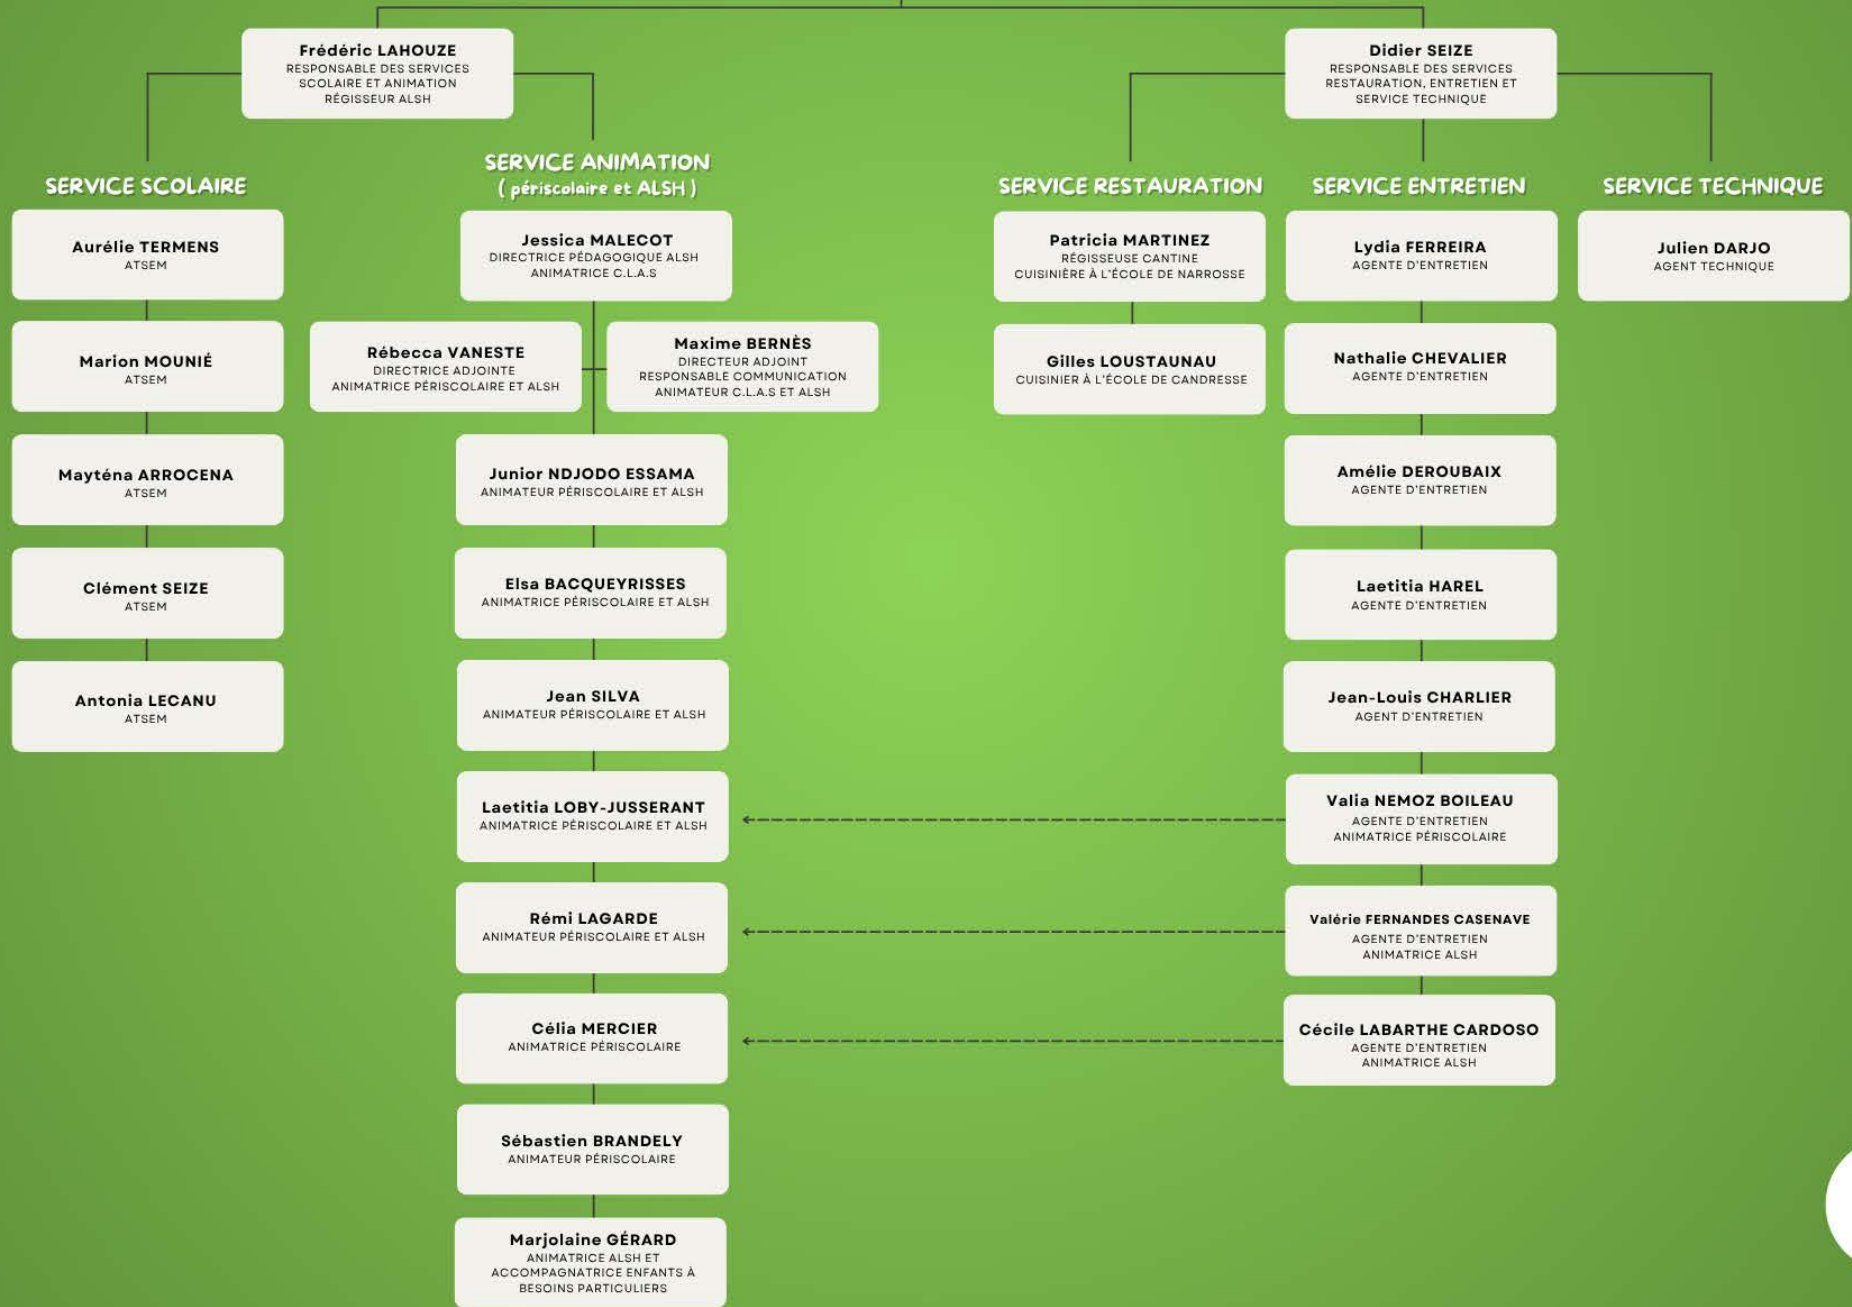 Frédéric LAHOUZE
RESPONSABLE DES SERVICES
SCOLAIRE ET ANIMATION
RÉGISSEUR ALSH
Didier SEIZE
RESPONSABLE DES SERVICES
RESTAURATION, ENTRETIEN ET
SERVICE TECHNIQUE
SERVICE SCOLAIRE
Aurélie TERMENS
ATSEM
Marion MOUNIÉ
ATSEM
Mayténa ARROCENA
ATSEM
Clément SEIZE
ATSEM
Antonia LECANU
ATSEM
SERVICE ANIMATION
( périscolaire et ALSH )
Jessica MALECOT
DIRECTRICE PÉDAGOGIQUE ALSH
ANIMATRICE C.L.A.S
Rébecca VANESTE
DIRECTRICE ADJOINTE
ANIMATRICE PÉRISCOLAIRE ET ALSH
Maxime BERNÈS
DIRECTEUR ADJOINT
RESPONSABLE COMMUNICATION
ANIMATEUR C.L.A.S ET ALSH
Junior NDJODO ESSAMA
ANIMATEUR PÉRISCOLAIRE ET ALSH
Elsa BACQUEYRISSES
ANIMATRICE PÉRISCOLAIRE ET ALSH
Jean SILVA
ANIMATEUR PÉRISCOLAIRE ET ALSH
Laetitia LOBY-JUSSERANT
ANIMATRICE PÉRISCOLAIRE ET ALSH
Rémi LAGARDE
ANIMATEUR PÉRISCOLAIRE ET ALSH
Célia MERCIER
ANIMATRICE PÉRISCOLAIRE
Sébastien BRANDELY
ANIMATEUR PÉRISCOLAIRE
Marjolaine GÉRARD
ANIMATRICE ALSH ET
ACCOMPAGNATRICE ENFANTS À
BESOINS PARTICULIERS
SERVICE RESTAURATION
Patricia MARTINEZ
RÉGISSEUSE CANTINE
CUISINIÈRE À L'ÉCOLE DE NARROSSE
Gilles LOUSTAUNAU
CUISINIER À L'ÉCOLE DE CANDRESSE
SERVICE ENTRETIEN
Lydia FERREIRA
AGENTE D'ENTRETIEN
Nathalie CHEVALIER
AGENTE D'ENTRETIEN
Amélie DEROUBAIX
AGENTE D'ENTRETIEN
Laetitia HAREL
AGENTE D'ENTRETIEN
Jean-Louis CHARLIER
AGENT D'ENTRETIEN
Valia NEMOZ BOILEAU
AGENTE D'ENTRETIEN
ANIMATRICE PÉRISCOLAIRE
Valérie FERNANDES CASENAVE
AGENTE D'ENTRETIEN
ANIMATRICE ALSH
Cécile LABARTHE CARDOSO
AGENTE D'ENTRETIEN
ANIMATRICE ALSH
SERVICE TECHNIQUE
Julien DARJO
AGENT TECHNIQUE